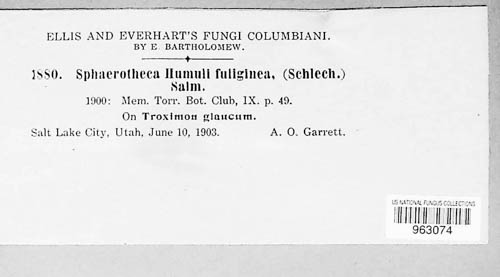 ELLIS AND EVERHART'S FUNGI COLUMBIANI.
BY E. BARTHOLOMEW.
1880. Sphaerotheca Humuli fuliginea, (Schlech.)
Salm.
1900: Mem. Torr. Bot. Club, IX. p. 49.
On Troximon glaucum.
Salt Lake City, Utah, June 10, 1903. A. O. Garrett.
US NATIONAL FUNGUS COLLECTIONS
963074